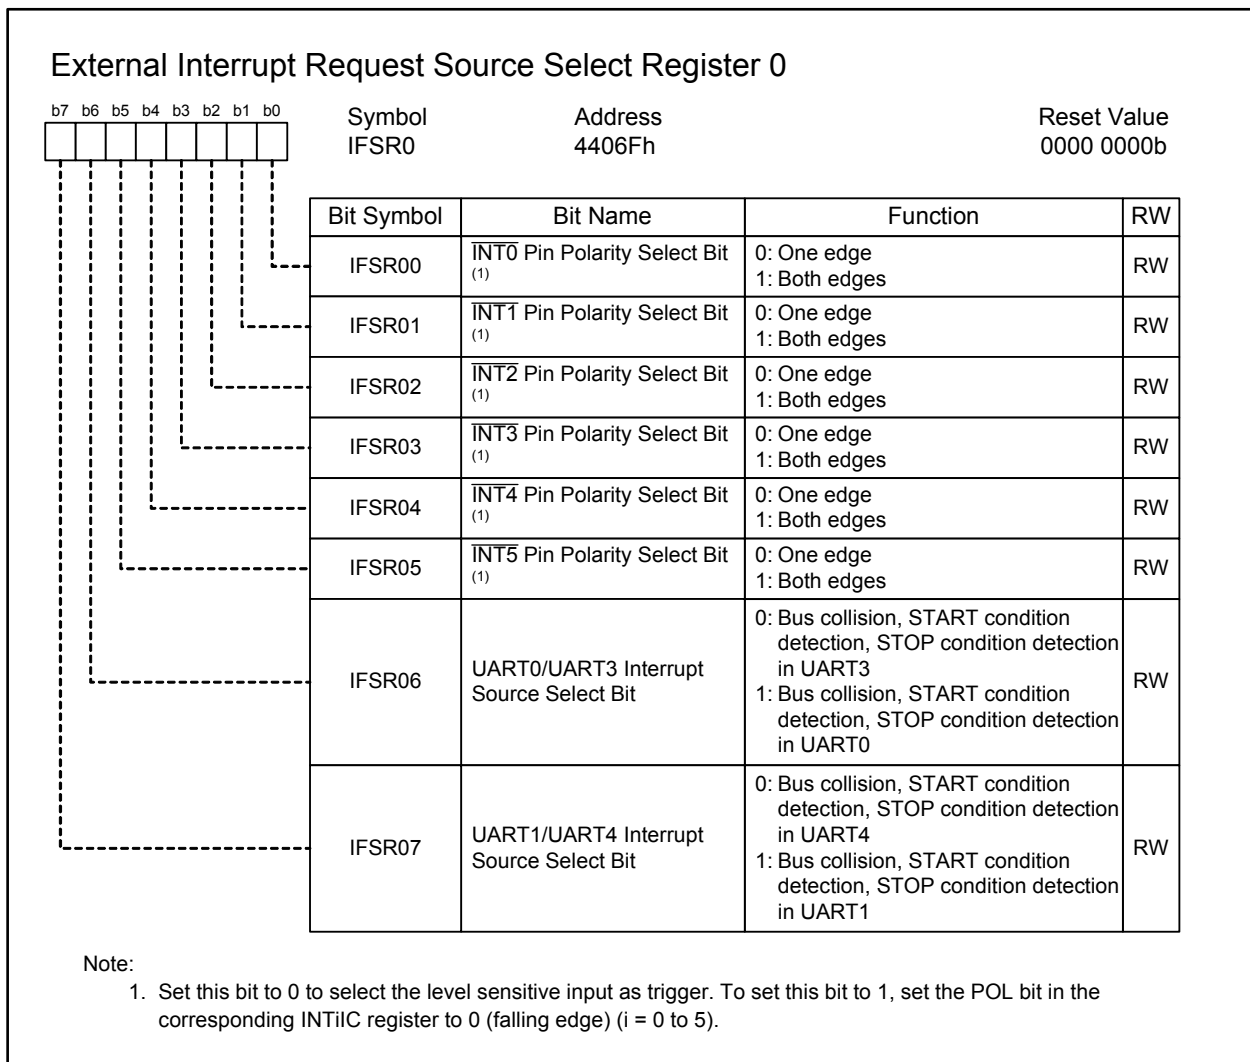 External Interrupt Request Source Select Register 0
b7 b6 b5 b4 b3 b2 b1 b0
Symbol Address Reset Value
IFSR0 4406Fh 0000 0000b
Bit Symbol Bit Name Function RW
IFSR00 INT0 Pin Polarity Select Bit (1) 0: One edge
1: Both edges RW
IFSR01 INT1 Pin Polarity Select Bit (1) 0: One edge
1: Both edges RW
IFSR02 INT2 Pin Polarity Select Bit (1) 0: One edge
1: Both edges RW
IFSR03 INT3 Pin Polarity Select Bit (1) 0: One edge
1: Both edges RW
IFSR04 INT4 Pin Polarity Select Bit (1) 0: One edge
1: Both edges RW
IFSR05 INT5 Pin Polarity Select Bit (1) 0: One edge
1: Both edges RW
IFSR06
UART0/UART3 Interrupt
Source Select Bit
0: Bus collision, START condition
detection, STOP condition detection
in UART3
1: Bus collision, START condition
detection, STOP condition detection
in UART0
RW
IFSR07
UART1/UART4 Interrupt
Source Select Bit
0: Bus collision, START condition
detection, STOP condition detection
in UART4
1: Bus collision, START condition
detection, STOP condition detection
in UART1
RW
Note:
1. Set this bit to 0 to select the level sensitive input as trigger. To set this bit to 1, set the POL bit in the
corresponding INTiIC register to 0 (falling edge) (i = 0 to 5).